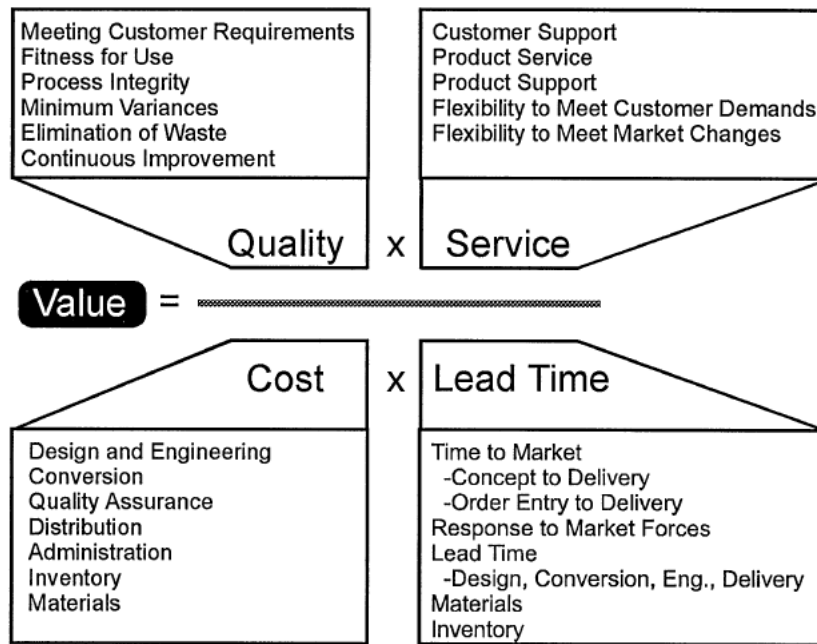 Meeting Customer Requirements
Fitness for Use
Process Integrity
Minimum Variances
Elimination of Waste
Continuous Improvement
Customer Support
Product Service
Product Support
Flexibility to Meet Customer Demands
Flexibility to Meet Market Changes
Quality x Service
Value =
Cost x Lead Time
Design and Engineering
Conversion
Quality Assurance
Distribution
Administration
Inventory
Materials
Time to Market
-Concept to Delivery
-Order Entry to Delivery
Response to Market Forces
Lead Time
-Design, Conversion, Eng., Delivery
Materials
Inventory